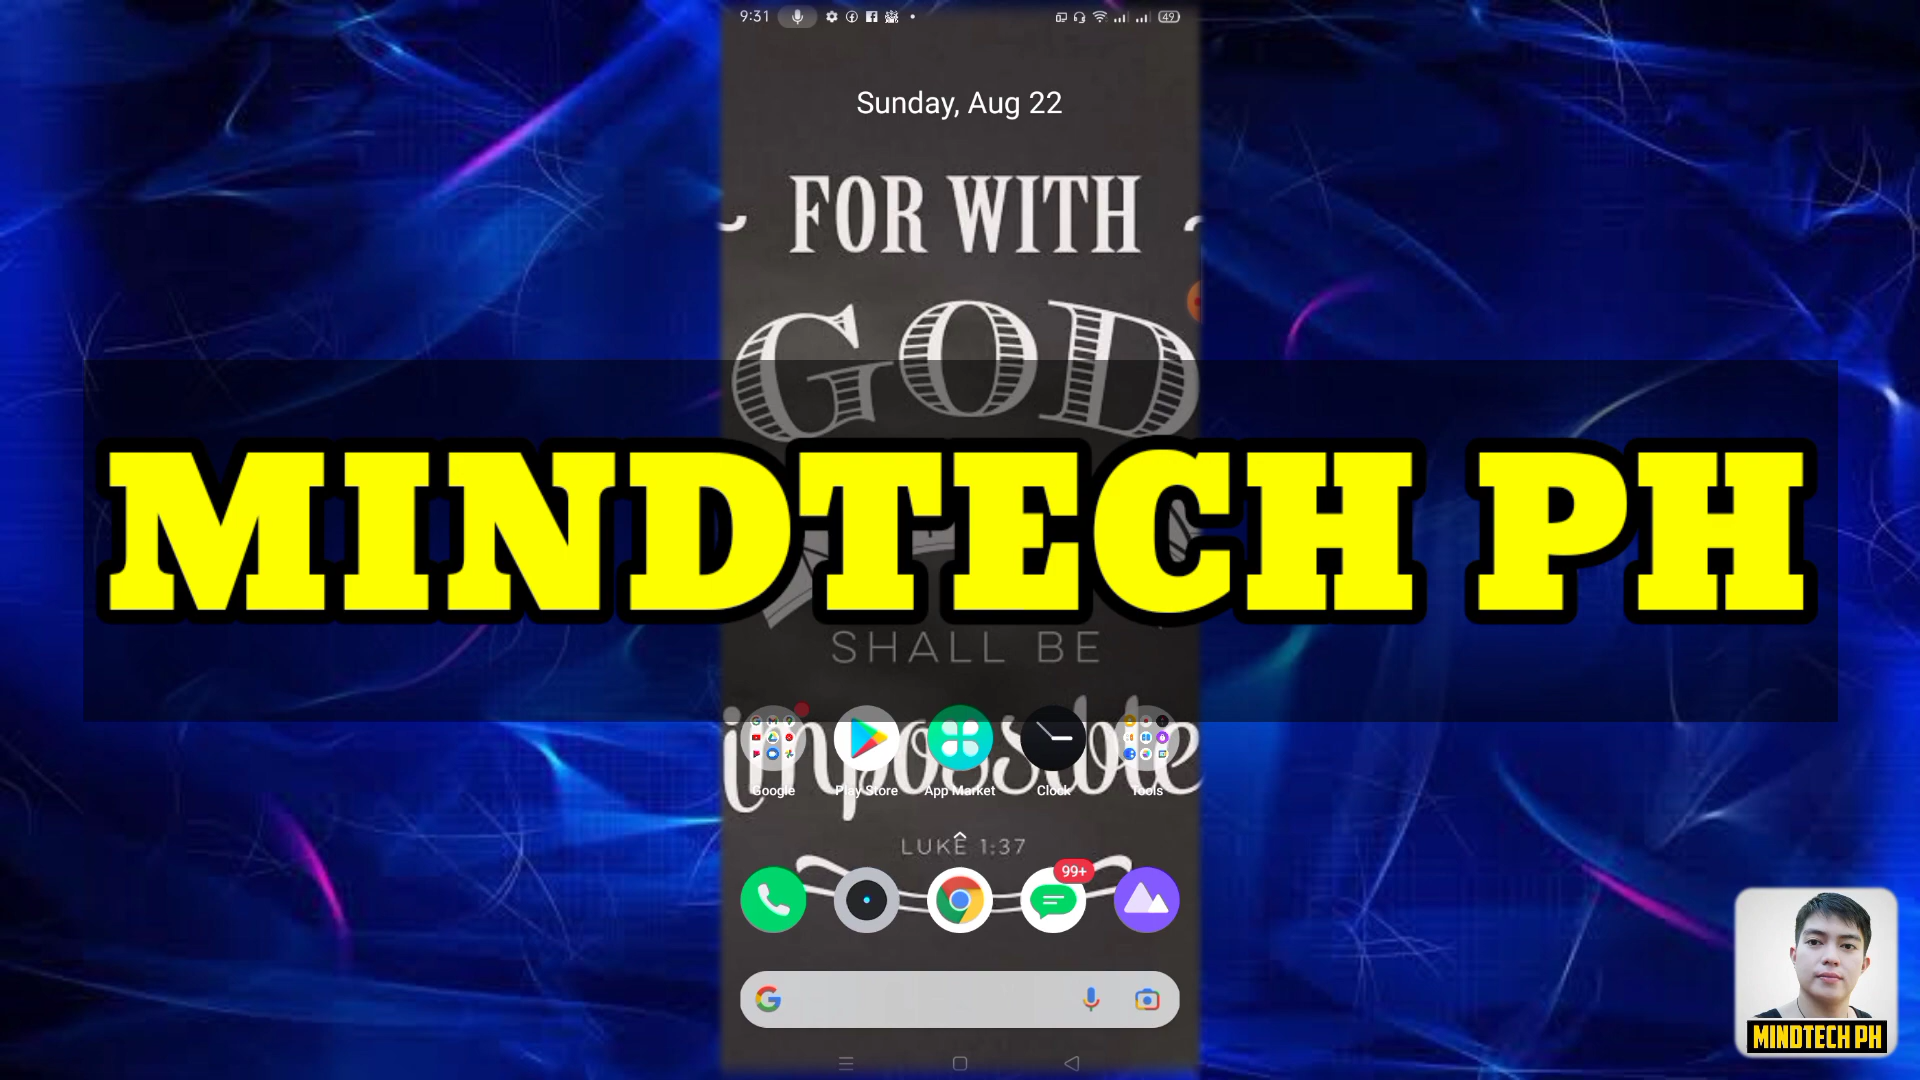 9:31
49
Sunday, Aug 22
FOR WITH
GOD
MINDTECH PH
SHALL BE
impossible
Google
Play Store
App Market
Clock
Tools
LUKE 1:37
99+
MINDTECH PH